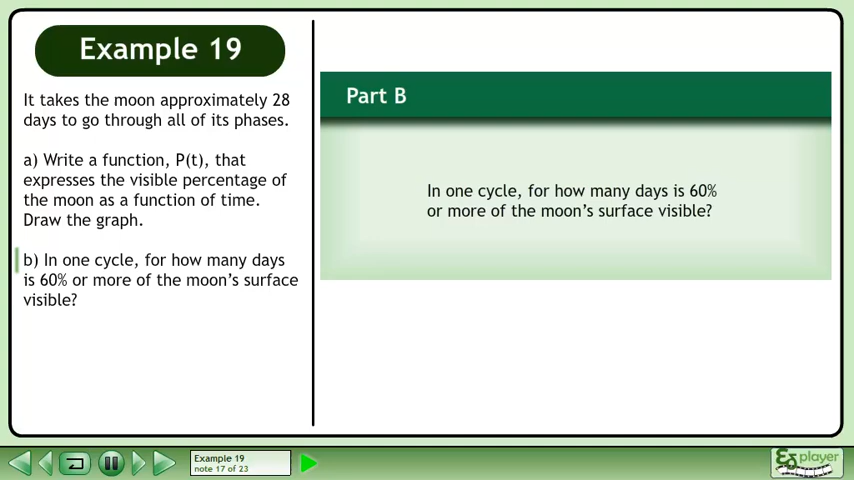 Example 19
It takes the moon approximately 28
days to go through all of its phases.
a) Write a function, P(t), that
expresses the visible percentage of
the moon as a function of time.
Draw the graph.
b) In one cycle, for how many days
is 60% or more of the moon's surface
visible?
Part B
In one cycle, for how many days is 60%
or more of the moon's surface visible?
Example 19
note 17 of 23
player